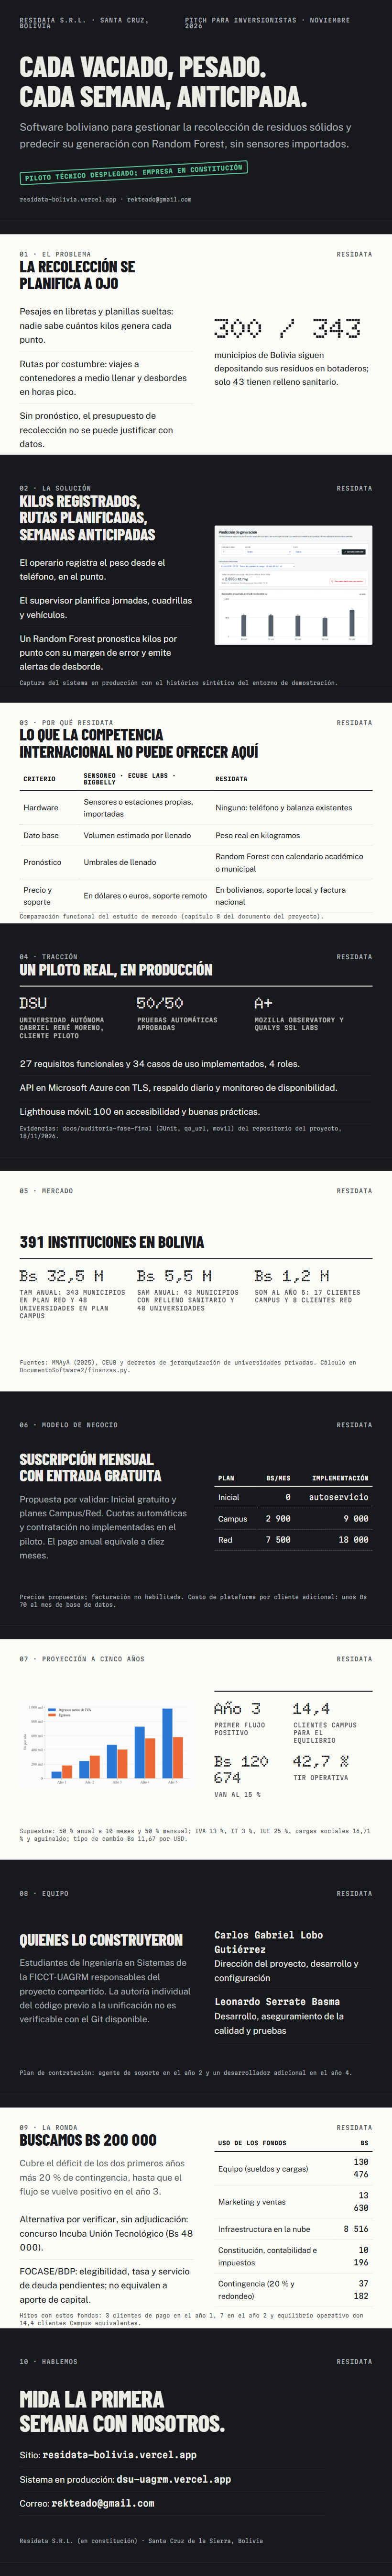 RESIDATA S.R.L. · SANTA CRUZ,
BOLIVIA
PITCH PARA INVERSIONISTAS · NOVIEMBRE
2026
CADA VACIADO, PESADO.
CADA SEMANA, ANTICIPADA.
Software boliviano para gestionar la recolección de residuos sólidos y
predecir su generación con Random Forest, sin sensores importados.
PILOTO TÉCNICO DESPLEGADO; EMPRESA EN CONSTITUCIÓN
residata-bolivia.vercel.app · rekteado@gmail.com
01 · EL PROBLEMA
RESIDATA
LA RECOLECCIÓN SE
PLANIFICA A OJO
Pesajes en libretas y planillas sueltas:
nadie sabe cuántos kilos genera cada
punto.
Rutas por costumbre: viajes a
contenedores a medio llenar y desbordes
en horas pico.
Sin pronóstico, el presupuesto de
recolección no se puede justificar con
datos.
300 / 343
municipios de Bolivia siguen
depositando sus residuos en botaderos;
solo 43 tienen relleno sanitario.
02 · LA SOLUCIÓN
RESIDATA
KILOS REGISTRADOS,
RUTAS PLANIFICADAS,
SEMANAS ANTICIPADAS
El operario registra el peso desde el
teléfono, en el punto.
El supervisor planifica jornadas, cuadrillas
y vehículos.
Un Random Forest pronostica kilos por
punto con su margen de error y emite
alertas de desborde.
Predicción de generación
Captura del sistema en producción con el histórico sintético del entorno de demostración.
03 · POR QUÉ RESIDATA
RESIDATA
LO QUE LA COMPETENCIA
INTERNACIONAL NO PUEDE OFRECER AQUÍ
CRITERIO
SENSONEO · ECUBE LABS ·
BIGBELLY
RESIDATA
Hardware
Sensores o estaciones propias,
importadas
Ninguno: teléfono y balanza existentes
Dato base
Volumen estimado por llenado
Peso real en kilogramos
Pronóstico
Umbrales de llenado
Random Forest con calendario académico
o municipal
Precio y
soporte
En dólares o euros, soporte remoto
En bolivianos, soporte local y factura
nacional
Comparación funcional del estudio de mercado (capítulo 8 del documento del proyecto).
04 · TRACCIÓN
RESIDATA
UN PILOTO REAL, EN PRODUCCIÓN
DSU
UNIVERSIDAD AUTÓNOMA
GABRIEL RENÉ MORENO,
CLIENTE PILOTO
50/50
PRUEBAS AUTOMÁTICAS
APROBADAS
A+
MOZILLA OBSERVATORY Y
QUALYS SSL LABS
27 requisitos funcionales y 34 casos de uso implementados, 4 roles.
API en Microsoft Azure con TLS, respaldo diario y monitoreo de disponibilidad.
Lighthouse móvil: 100 en accesibilidad y buenas prácticas.
Evidencias: docs/auditoria-fase-final (JUnit, qa_url, movil) del repositorio del proyecto,
18/11/2026.
05 · MERCADO
RESIDATA
391 INSTITUCIONES EN BOLIVIA
Bs 32,5 M
TAM ANUAL: 343 MUNICIPIOS
EN PLAN RED Y 48
UNIVERSIDADES EN PLAN
CAMPUS
Bs 5,5 M
SAM ANUAL: 43 MUNICIPIOS
CON RELLENO SANITARIO Y
48 UNIVERSIDADES
Bs 1,2 M
SOM AL AÑO 5: 17 CLIENTES
CAMPUS Y 8 CLIENTES RED
Fuentes: MMAyA (2025), CEUB y decretos de jerarquización de universidades privadas. Cálculo en
DocumentoSoftware2/finanzas.py.
06 · MODELO DE NEGOCIO
RESIDATA
SUSCRIPCIÓN MENSUAL
CON ENTRADA GRATUITA
Propuesta por validar: Inicial gratuito y
planes Campus/Red. Cuotas automáticas
y contratación no implementadas en el
piloto. El pago anual equivale a diez
meses.
PLAN BS/MES IMPLEMENTACIÓN
Inicial 0 autoservicio
Campus 2 900 9 000
Red 7 500 18 000
Precios propuestos; facturación no habilitada. Costo de plataforma por cliente adicional: unos Bs
70 al mes de base de datos.
07 · PROYECCIÓN A CINCO AÑOS
RESIDATA
Ingresos netos de IVA
Egresos
1 000 mil
800 mil
600 mil
400 mil
200 mil
0
Año 1 Año 2 Año 3 Año 4 Año 5
Año 3
PRIMER FLUJO
POSITIVO
14,4
CLIENTES CAMPUS
PARA EL
EQUILIBRIO
Bs 120
674
VAN AL 15 %
42,7 %
TIR OPERATIVA
Supuestos: 50 % anual a 10 meses y 50 % mensual; IVA 13 %, IT 3 %, IUE 25 %, cargas sociales 16,71
% y aguinaldo; tipo de cambio Bs 11,67 por USD.
08 · EQUIPO
RESIDATA
QUIENES LO CONSTRUYERON
Estudiantes de Ingeniería en Sistemas de
la FICCT-UAGRM responsables del
proyecto compartido. La autoría individual
del código previo a la unificación no es
verificable con el Git disponible.
Carlos Gabriel Lobo
Gutiérrez
Dirección del proyecto, desarrollo y
configuración
Leonardo Serrate Basma
Desarrollo, aseguramiento de la
calidad y pruebas
Plan de contratación: agente de soporte en el año 2 y un desarrollador adicional en el año 4.
09 · LA RONDA
RESIDATA
BUSCAMOS BS 200 000
Cubre el déficit de los dos primeros años
más 20 % de contingencia, hasta que el
flujo se vuelve positivo en el año 3.
Alternativa por verificar, sin adjudicación:
concurso Incuba Unión Tecnológico (Bs 48
000).
FOCASE/BDP: elegibilidad, tasa y servicio
de deuda pendientes; no equivalen a
aporte de capital.
USO DE LOS FONDOS BS
Equipo (sueldos y cargas) 130
476
Marketing y ventas 13
630
Infraestructura en la nube 8 516
Constitución, contabilidad e
impuestos
10
196
Contingencia (20 % y
redondeo)
37
182
Hitos con estos fondos: 3 clientes de pago en el año 1, 7 en el año 2 y equilibrio operativo con
14,4 clientes Campus equivalentes.
10 · HABLEMOS
RESIDATA
MIDA LA PRIMERA
SEMANA CON NOSOTROS.
Sitio: residata-bolivia.vercel.app
Sistema en producción: dsu-uagrm.vercel.app
Correo: rekteado@gmail.com
Residata S.R.L. (en constitución) · Santa Cruz de la Sierra, Bolivia